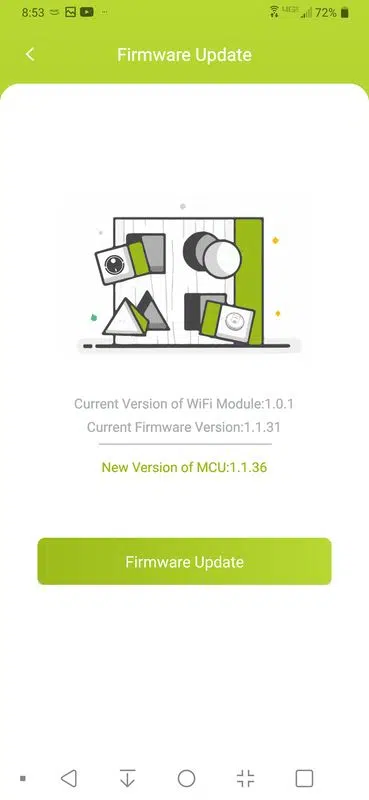 8:53 72%
Firmware Update
Current Version of WiFi Module:1.0.1
Current Firmware Version:1.1.31
New Version of MCU:1.1.36
Firmware Update